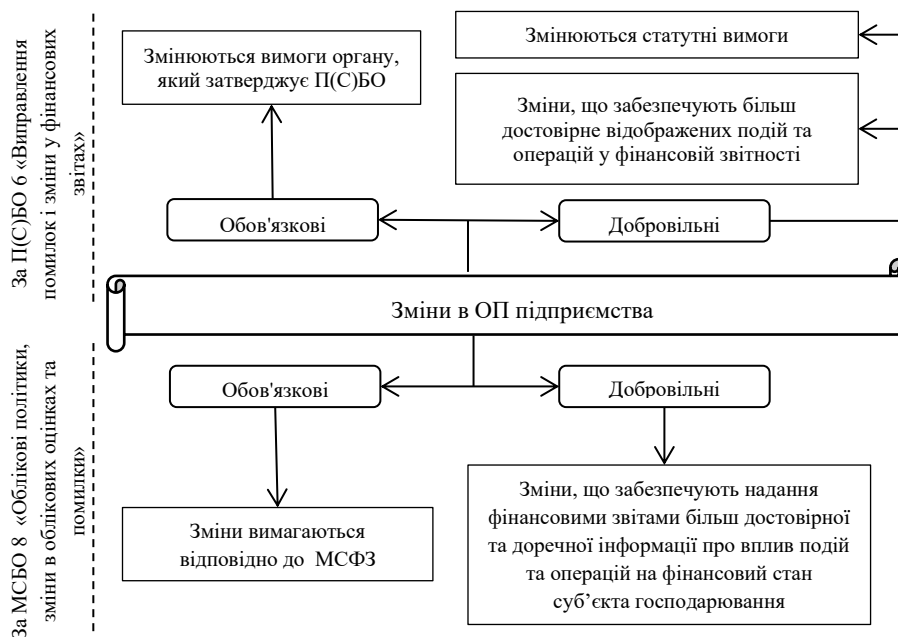 За П(С)БО 6 «Виправлення
помилок і зміни у фінансових
звітах»
Змінюються вимоги органу,
який затверджує П(С)БО
Змінюються статутні вимоги
Зміни, що забезпечують більш
достовірне відображених подій та
операцій у фінансовій звітності
Обов'язкові
Добровільні
Зміни в ОП підприємства
За МСБО 8 «Облікові політики,
зміни в облікових оцінках та
помилки»
Обов'язкові
Добровільні
Зміни вимагаються
відповідно до МСФЗ
Зміни, що забезпечують надання
фінансовими звітами більш достовірної
та доречної інформації про вплив подій
та операцій на фінансовий стан
суб’єкта господарювання